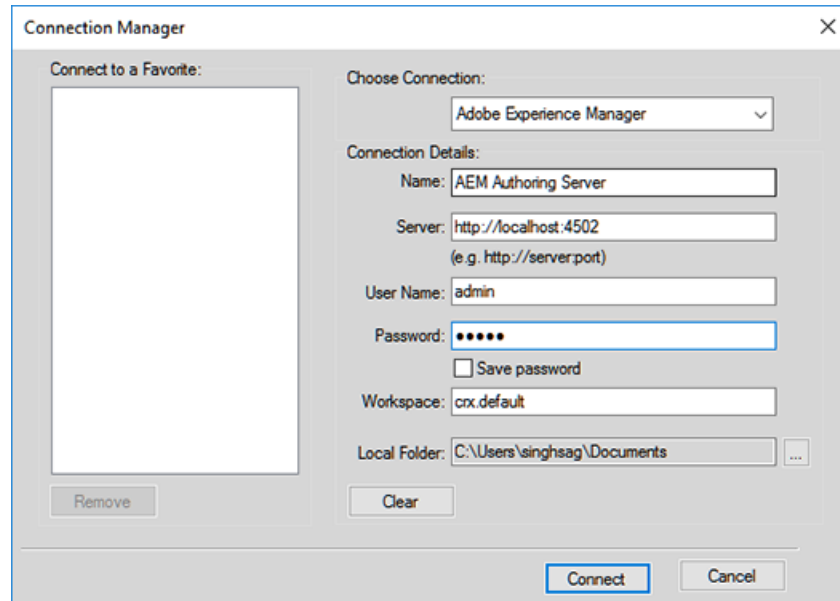 Connection Manager
Connect to a Favorite:
Remove
Choose Connection:
Adobe Experience Manager
Connection Details:
Name: AEM Authoring Server
Server: http://localhost:4502
(e.g. http://server:port)
User Name: admin
Password: •••••
Save password
Workspace: crx.default
Local Folder: C:\Users\singhsag\Documents ...
Clear
Connect Cancel